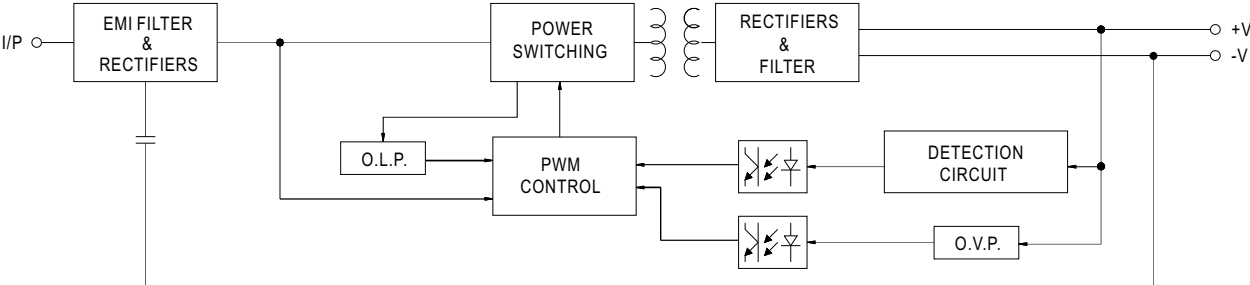 I/P
EMI FILTER
&
RECTIFIERS
POWER
SWITCHING
RECTIFIERS
&
FILTER
+V
-V
O.L.P.
PWM
CONTROL
DETECTION
CIRCUIT
O.V.P.